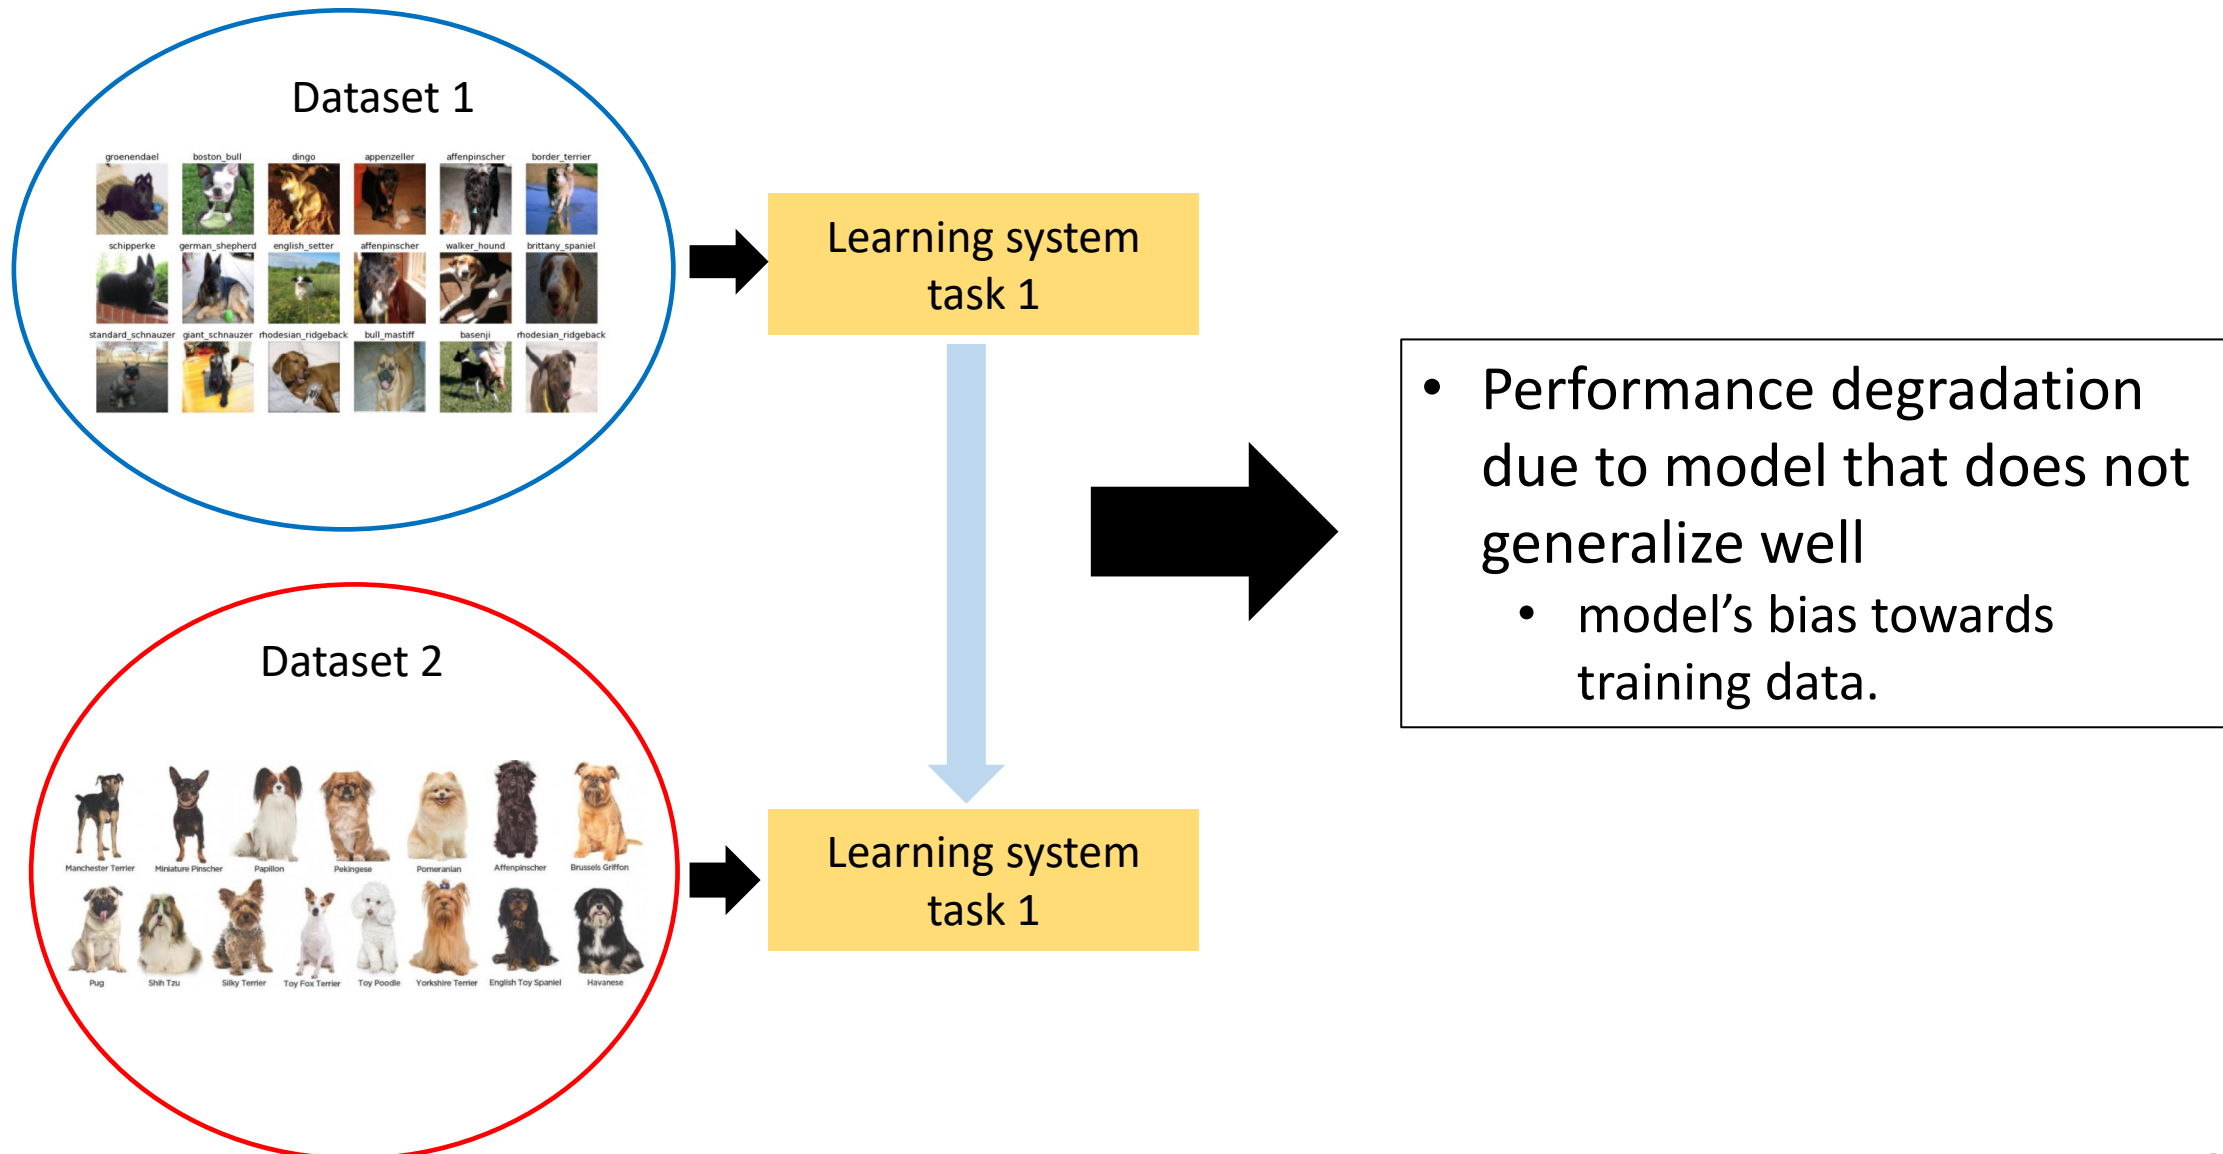 Dataset 1
groenendael boston_bull dingo appenzeller affenpinscher border_terrier
schipperke german_shepherd english_setter affenpinscher walker_hound brittany_spaniel
standard_schnauzer giant_schnauzer rhodesian_ridgeback bull_mastiff basenji rhodesian_ridgeback
Learning system
task 1
• Performance degradation
due to model that does not
generalize well
• model’s bias towards
training data.
Dataset 2
Manchester Terrier Miniature Pinscher Papillon Pekingese Pomeranian Affenpinscher Brussels Griffon
Pug Shih Tzu Silky Terrier Toy Fox Terrier Toy Poodle Yorkshire Terrier English Toy Spaniel Havanese
Learning system
task 1